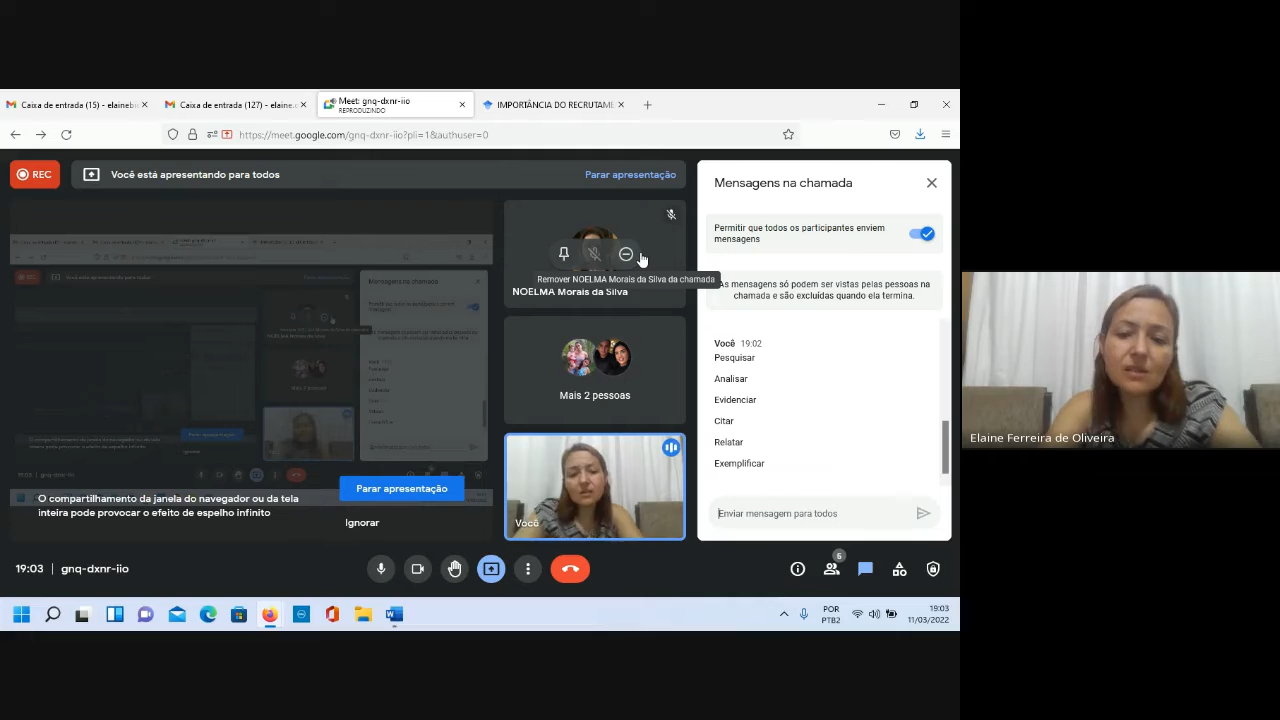 Caixa de entrada (15) - elainebi
Caixa de entrada (127) - elaine.o
Meet: gnq-dxnr-iio
REPRODUZINDO
IMPORTÂNCIA DO RECRUTAME
https://meet.google.com/gnq-dxnr-iio?pli=1&authuser=0
REC
Você está apresentando para todos
Parar apresentação
Mensagens na chamada
Permitir que todos os participantes enviem
mensagens
Remover NOELMA Morais da Silva da chamada
NOELMA Morais da Silva
As mensagens só podem ser vistas pelas pessoas na
chamada e são excluídas quando ela termina.
Você 19:02
Pesquisar
Analisar
Evidenciar
Citar
Relatar
Exemplificar
Mais 2 pessoas
Elaine Ferreira de Oliveira
O compartilhamento da janela do navegador ou da tela
inteira pode provocar o efeito de espelho infinito
Parar apresentação
Ignorar
Você
Enviar mensagem para todos
19:03 | gnq-dxnr-iio
5
POR
PTB2
19:03
11/03/2022